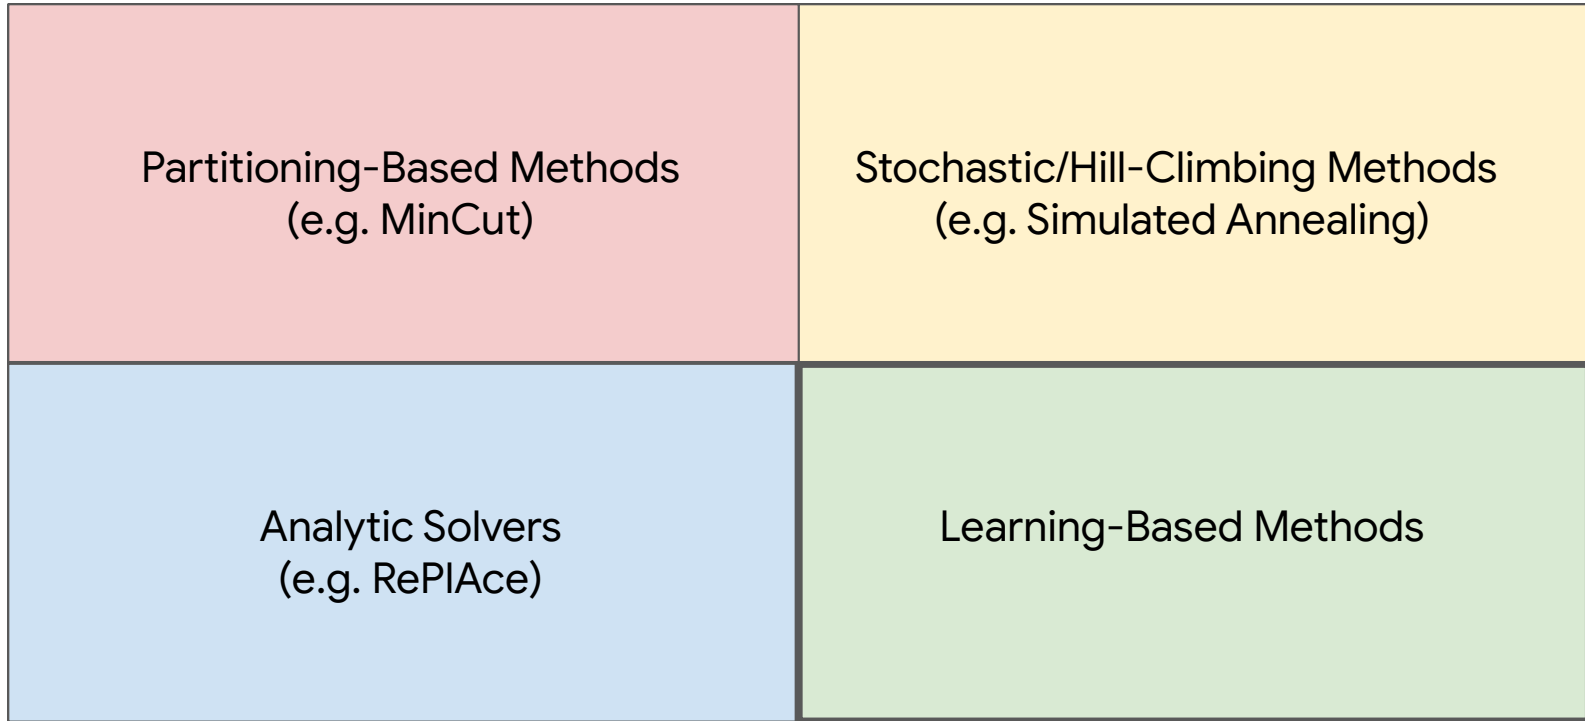 Partitioning-Based Methods
(e.g. MinCut)
Stochastic/Hill-Climbing Methods
(e.g. Simulated Annealing)
Analytic Solvers
(e.g. RePlAce)
Learning-Based Methods